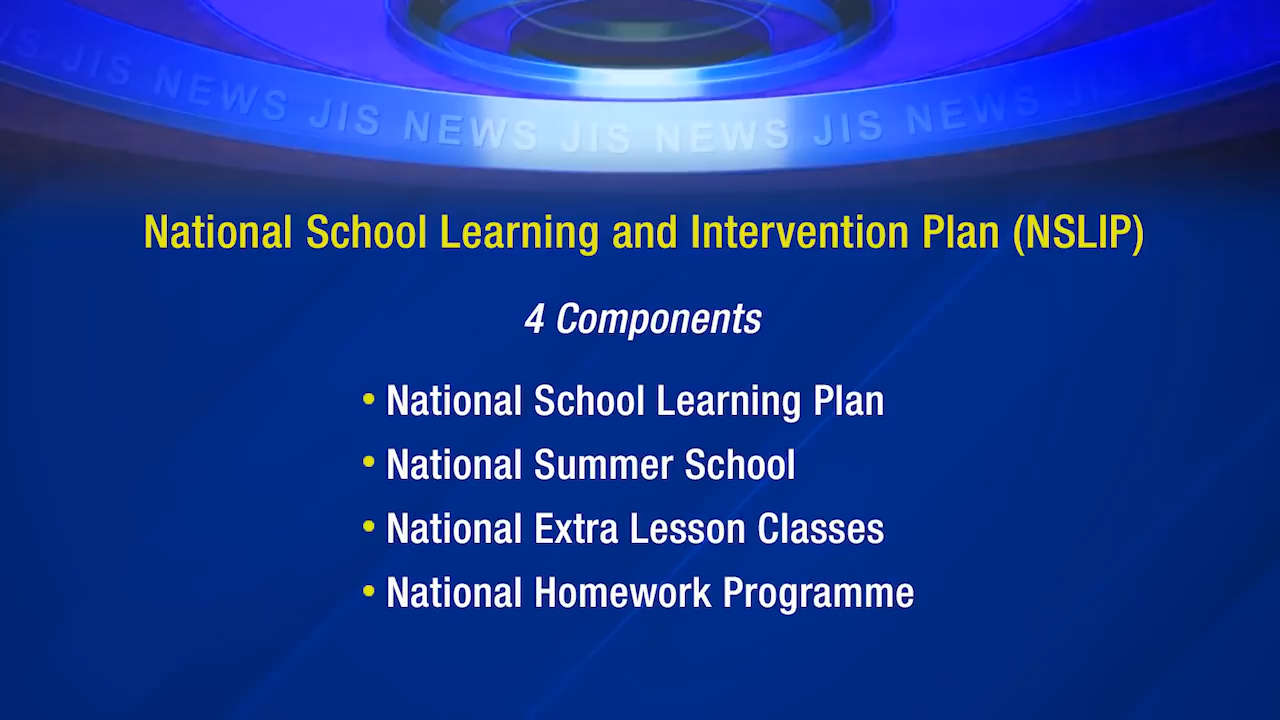 JIS NEWS JIS NEWS JIS NEWS JIS NEWS JIS
National School Learning and Intervention Plan (NSLIP)
4 Components
• National School Learning Plan
• National Summer School
• National Extra Lesson Classes
• National Homework Programme